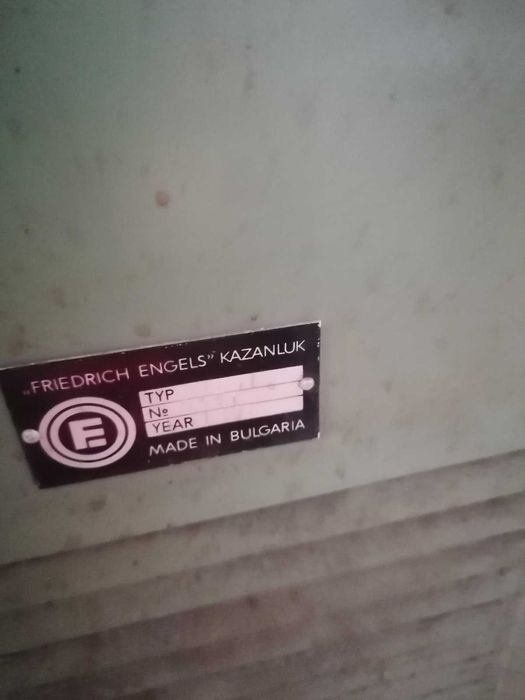 „FRIEDRICH ENGELS” KAZANLUK
TYP
№
YEAR
MADE IN BULGARIA